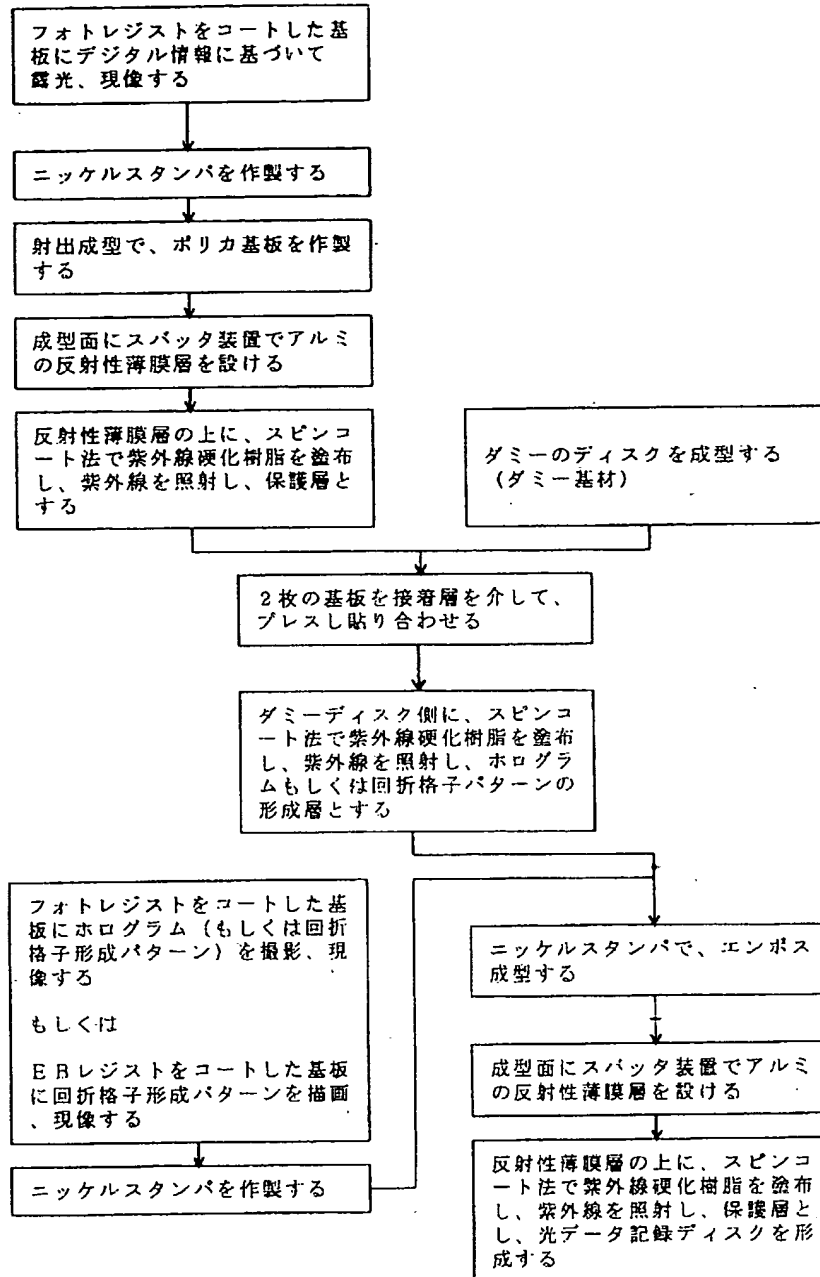 フォトレジストをコートした基
板にデジタル情報に基づいて
露光、現像する
ニッケルスタンパを作製する
射出成型で、ポリカ基板を作製
する
成型面にスパッタ装置でアルミ
の反射性薄膜層を設ける
反射性薄膜層の上に、スピンコ
ート法で紫外線硬化樹脂を塗布
し、紫外線を照射し、保護層と
する
ダミーのディスクを成型する
(ダミー基材)
2枚の基板を接着層を介して、
プレスし貼り合わせる
ダミーディスク側に、スピンコ
ート法で紫外線硬化樹脂を塗布
し、紫外線を照射し、ホログラ
ムもしくは回折格子パターンの
形成層とする
フォトレジストをコートした基
板にホログラム(もしくは回折
格子形成パターン)を撮影、現
像する
もしくは
EBレジストをコートした基板
に回折格子形成パターンを描画
、現像する
ニッケルスタンパを作製する
ニッケルスタンパで、エンボス
成型する
成型面にスパッタ装置でアルミ
の反射性薄膜層を設ける
反射性薄膜層の上に、スピンコ
ート法で紫外線硬化樹脂を塗布
し、紫外線を照射し、保護層と
し、光データ記録ディスクを形
成する